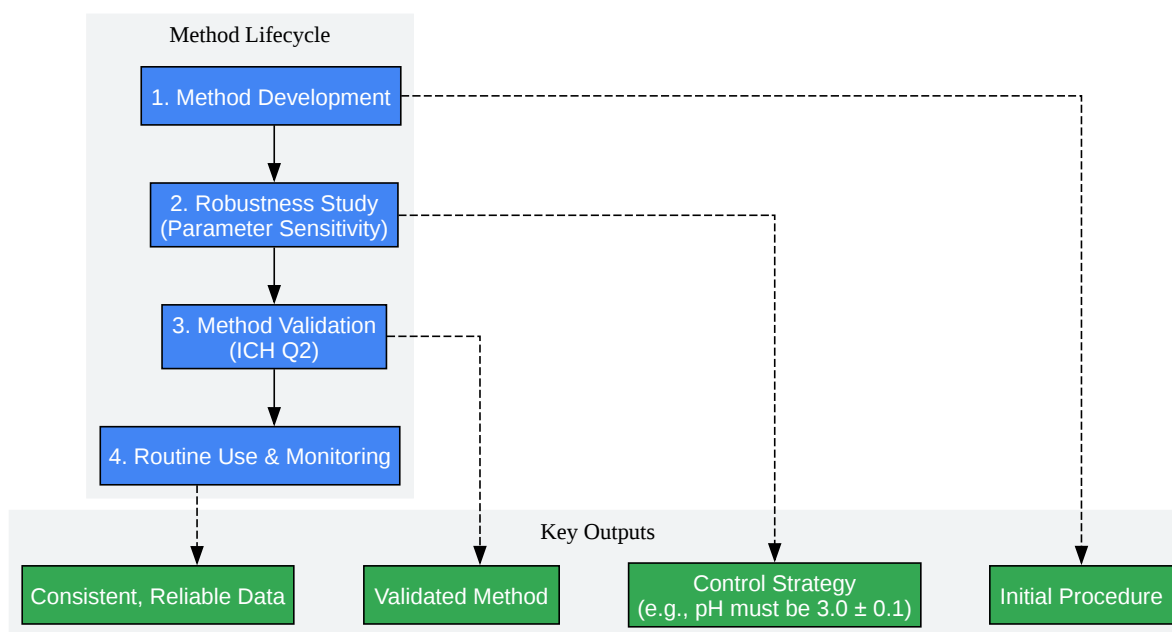 Method Lifecycle
1. Method Development
2. Robustness Study
(Parameter Sensitivity)
3. Method Validation
(ICH Q2)
4. Routine Use & Monitoring
Key Outputs
Consistent, Reliable Data
Validated Method
Control Strategy
(e.g., pH must be 3.0 ± 0.1)
Initial Procedure